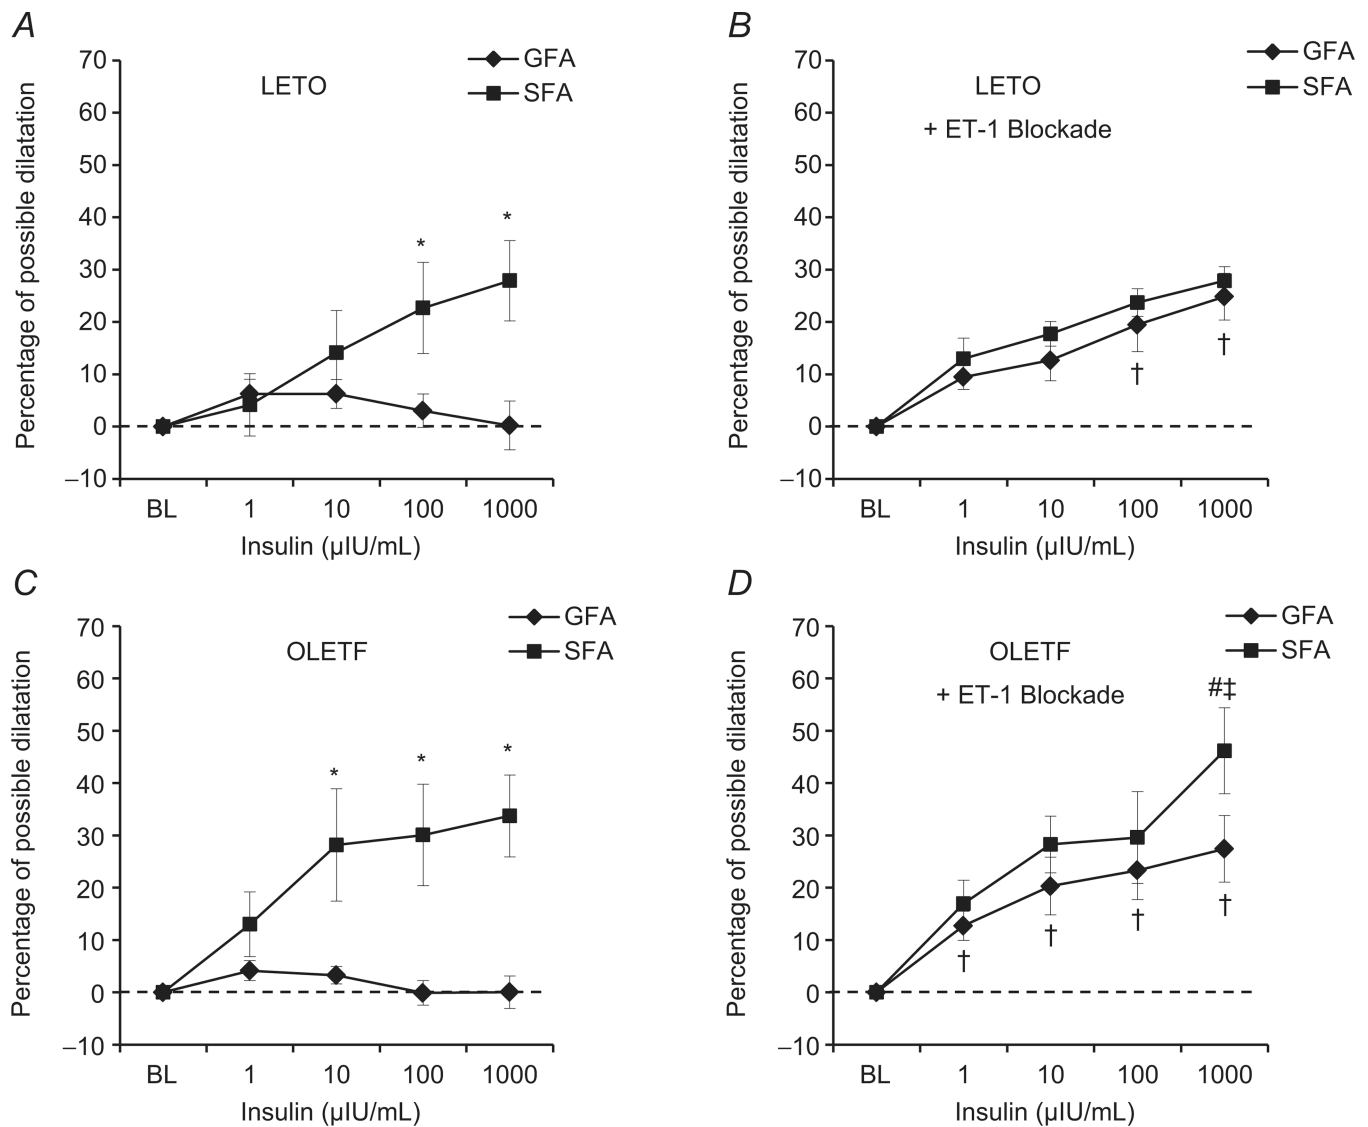 A
GFA
SFA
LETO
Percentage of possible dilatation
70
60
50
40
30
20
10
0
–10
*
*
BL 1 10 100 1000
Insulin (µIU/mL)
B
GFA
SFA
LETO
+ ET-1 Blockade
Percentage of possible dilatation
70
60
50
40
30
20
10
0
–10
†
†
BL 1 10 100 1000
Insulin (µIU/mL)
C
GFA
SFA
OLETF
Percentage of possible dilatation
70
60
50
40
30
20
10
0
–10
*
*
*
BL 1 10 100 1000
Insulin (µIU/mL)
D
GFA
SFA
OLETF
+ ET-1 Blockade
Percentage of possible dilatation
70
60
50
40
30
20
10
0
–10
#‡
†
†
†
†
BL 1 10 100 1000
Insulin (µIU/mL)